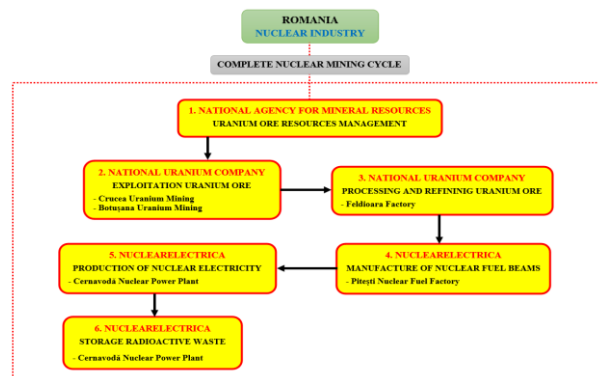 ROMANIA
NUCLEAR INDUSTRY
COMPLETE NUCLEAR MINING CYCLE
1. NATIONAL AGENCY FOR MINERAL RESOURCES
URANIUM ORE RESOURCES MANAGEMENT
2. NATIONAL URANIUM COMPANY
EXPLOITATION URANIUM ORE
- Crucea Uranium Mining
- Botușana Uranium Mining
3. NATIONAL URANIUM COMPANY
PROCESSING AND REFININIG URANIUM ORE
- Feldioara Factory
4. NUCLEARELECTRICA
MANUFACTURE OF NUCLEAR FUEL BEAMS
- Pitești Nuclear Fuel Factory
5. NUCLEARELECTRICA
PRODUCTION OF NUCLEAR ELECTRICITY
- Cernavodă Nuclear Power Plant
6. NUCLEARELECTRICA
STORAGE RADIOACTIVE WASTE
- Cernavodă Nuclear Power Plant